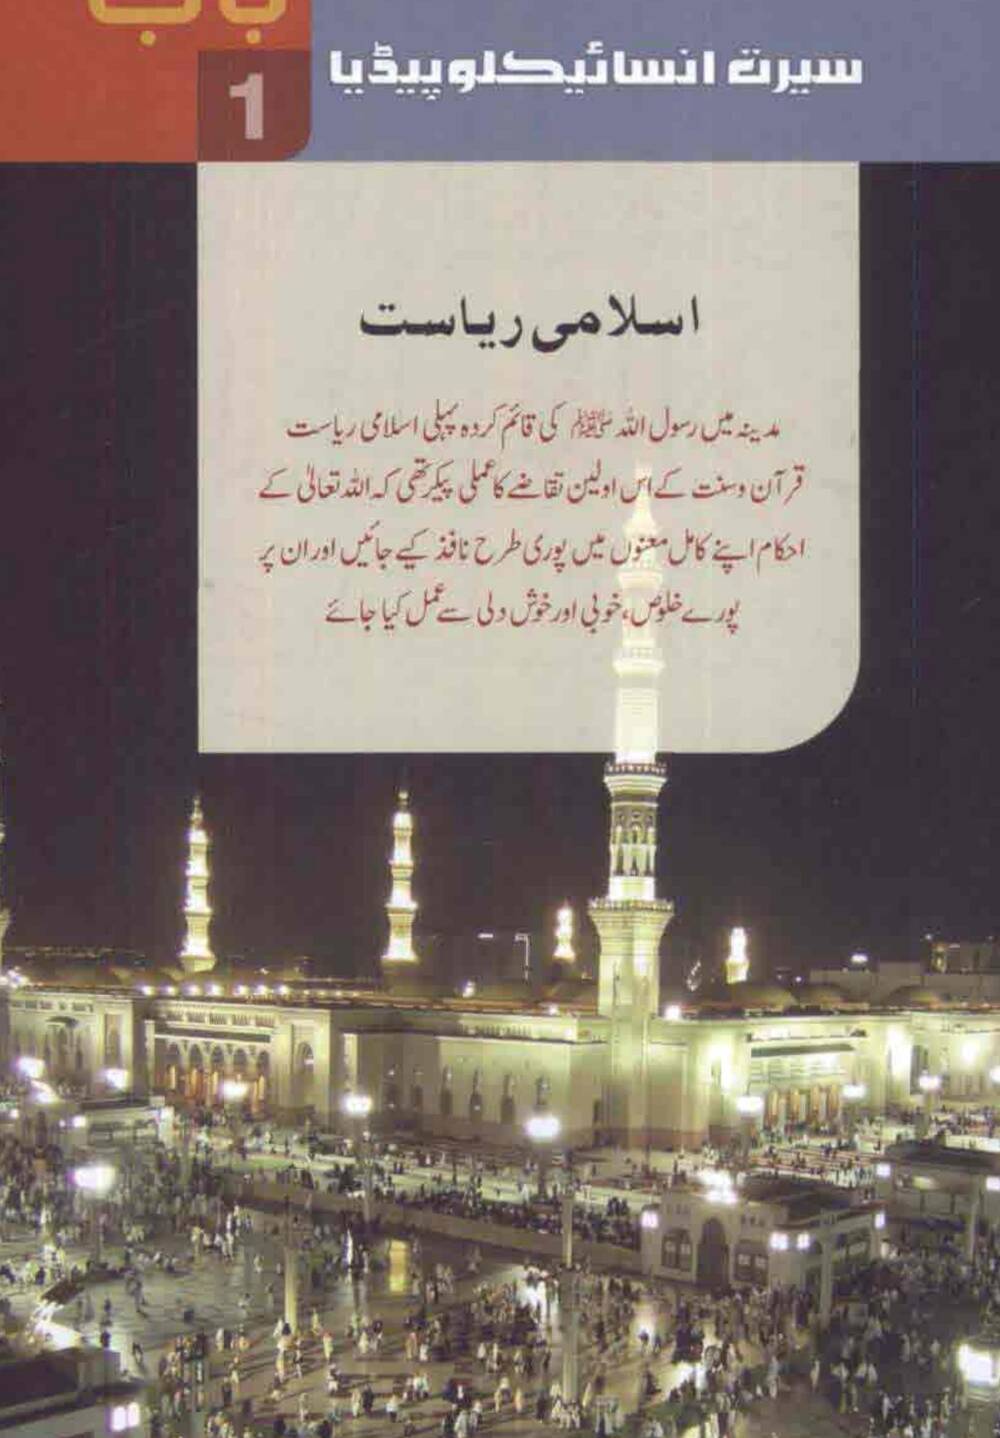 باب
1
سیرت انسائیکلوپیڈیا
اسلامی ریاست
مدینہ میں رسول اللہ ﷺ کی قائم کردہ پہلی اسلامی ریاست
قرآن وسنت کے اس اولین تقاضے کا عملی پیکر تھی کہ اللہ تعالیٰ کے
احکام اپنے کامل معنوں میں پوری طرح نافذ کیے جائیں اور ان پر
پورے خلوص، خوبی اور خوش دلی سے عمل کیا جائے